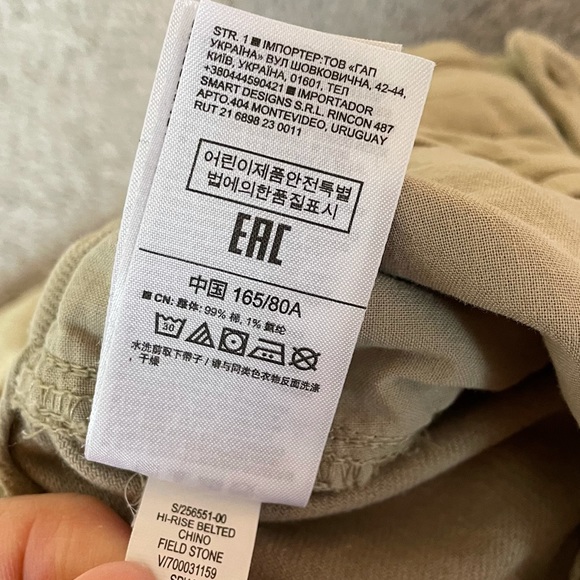 STR. 1 ■ ІМПОРТЕР:ТОВ «ГАП
УКРАЇНА» ВУЛ ШОВКОВИЧНА, 42-44,
КИЇВ, УКРАЇНА, 01601, ТЕЛ
+380444590421 ■ IMPORTADOR
SMART DESIGNS S.R.L. RINCON 487
APTO.404 MONTEVIDEO, URUGUAY
RUT 21 6898 23 0011
어린이제품안전특별
법에의한품질표시
EAC
中国 165/80A
■ CN: 整体: 99% 棉, 1% 氨纶
30
水洗前取下带子 / 请与同类色衣物反面洗涤
, 干燥
S/256551-00
HI-RISE BELTED
CHINO
FIELD STONE
V/700031159